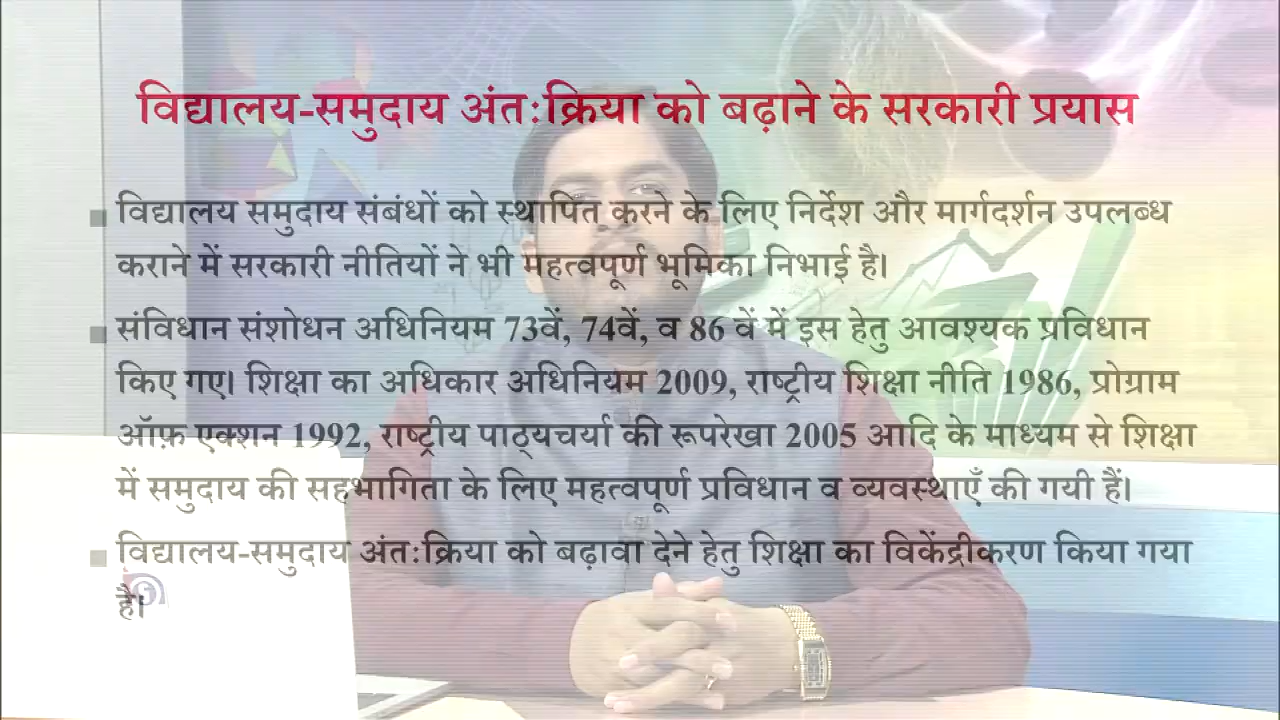 विद्यालय-समुदाय अंतःक्रिया को बढ़ाने के सरकारी प्रयास
विद्यालय समुदाय संबंधों को स्थापित करने के लिए निर्देश और मार्गदर्शन उपलब्ध
कराने में सरकारी नीतियों ने भी महत्वपूर्ण भूमिका निभाई है।
संविधान संशोधन अधिनियम 73वें, 74वें, व 86 वें में इस हेतु आवश्यक प्रविधान
किए गए। शिक्षा का अधिकार अधिनियम 2009, राष्ट्रीय शिक्षा नीति 1986, प्रोग्राम
ऑफ़ एक्शन 1992, राष्ट्रीय पाठ्यचर्या की रूपरेखा 2005 आदि के माध्यम से शिक्षा
में समुदाय की सहभागिता के लिए महत्वपूर्ण प्रविधान व व्यवस्थाएँ की गयी हैं।
विद्यालय-समुदाय अंतःक्रिया को बढ़ावा देने हेतु शिक्षा का विकेंद्रीकरण किया गया
है।